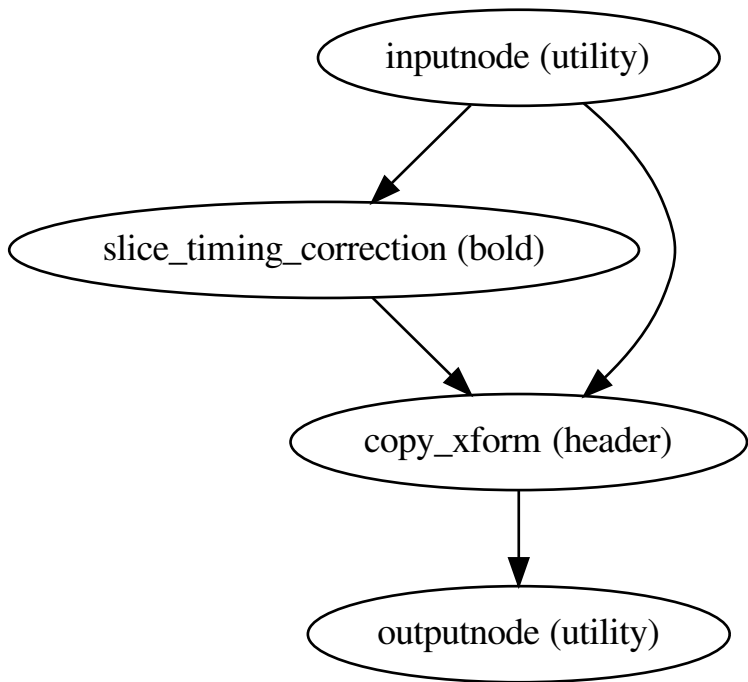 inputnode (utility)
slice_timing_correction (bold)
copy_xform (header)
outputnode (utility)